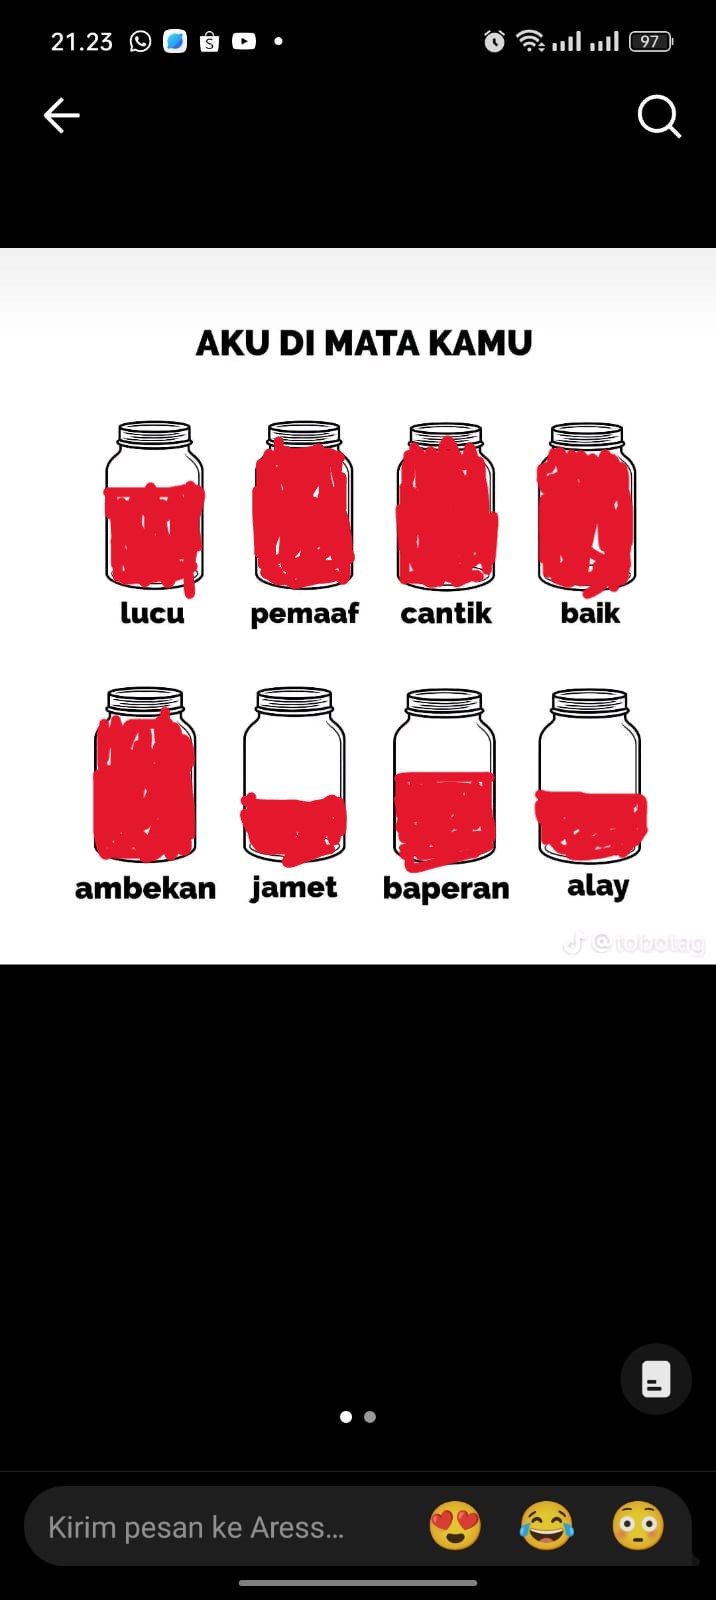 21.23
97
AKU DI MATA KAMU
lucu pemaaf cantik baik
ambekan jamet baperan alay
@tobotag
Kirim pesan ke Aress...